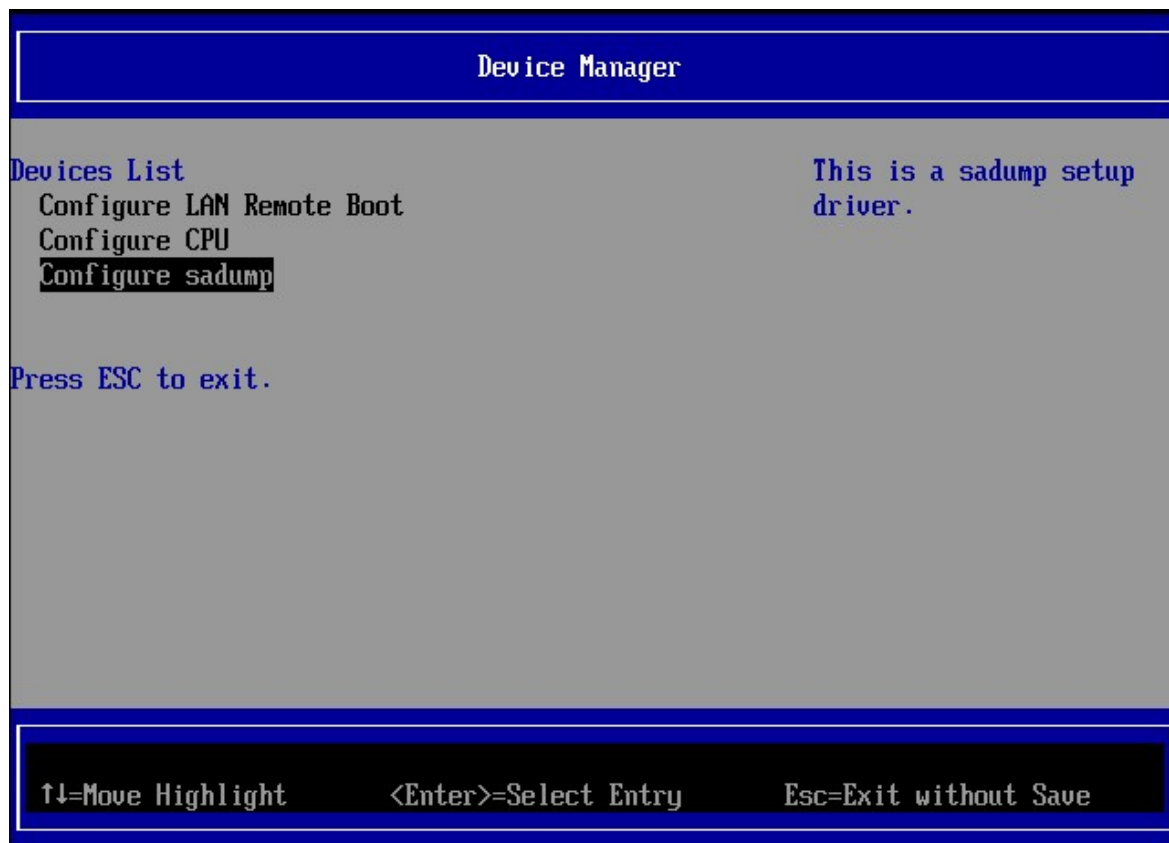 Device Manager
Devices List
Configure LAN Remote Boot
Configure CPU
Configure sadump
Press ESC to exit.
This is a sadump setup
driver.
↑↓=Move Highlight <Enter>=Select Entry Esc=Exit without Save